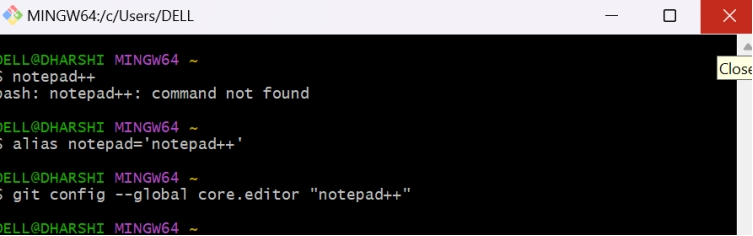 MINGW64:/c/Users/DELL
Close
DELL@DHARSHI MINGW64 ~
$ notepad++
bash: notepad++: command not found
DELL@DHARSHI MINGW64 ~
$ alias notepad='notepad++'
DELL@DHARSHI MINGW64 ~
$ git config --global core.editor "notepad++"
DELL@DHARSHI MINGW64 ~